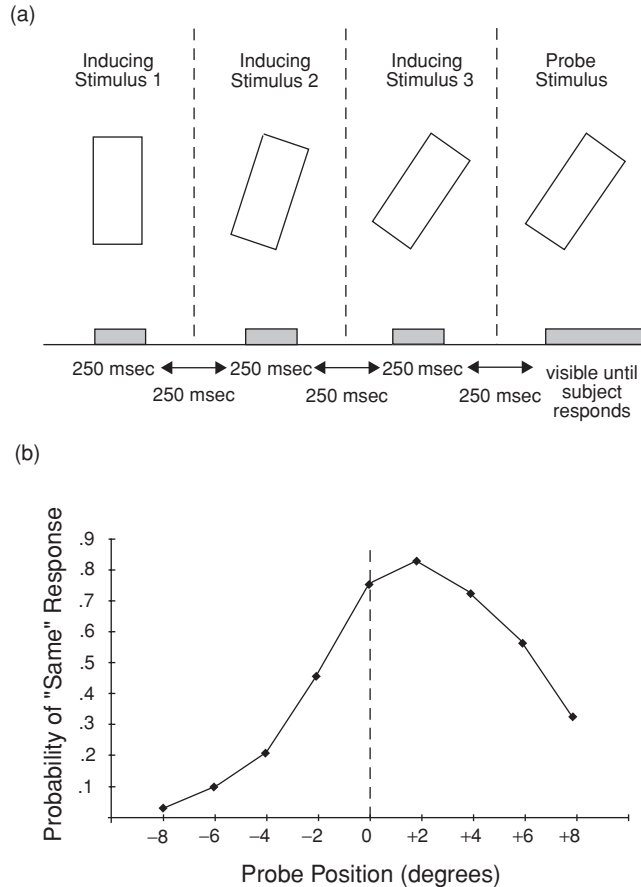 (a)
Inducing
Stimulus 1
Inducing
Stimulus 2
Inducing
Stimulus 3
Probe
Stimulus
250 msec
250 msec
250 msec
250 msec
250 msec
250 msec
visible until
subject
responds
(b)
Probability of "Same" Response
.9
.8
.7
.6
.5
.4
.3
.2
.1
−8 −6 −4 −2 0 +2 +4 +6 +8
Probe Position (degrees)